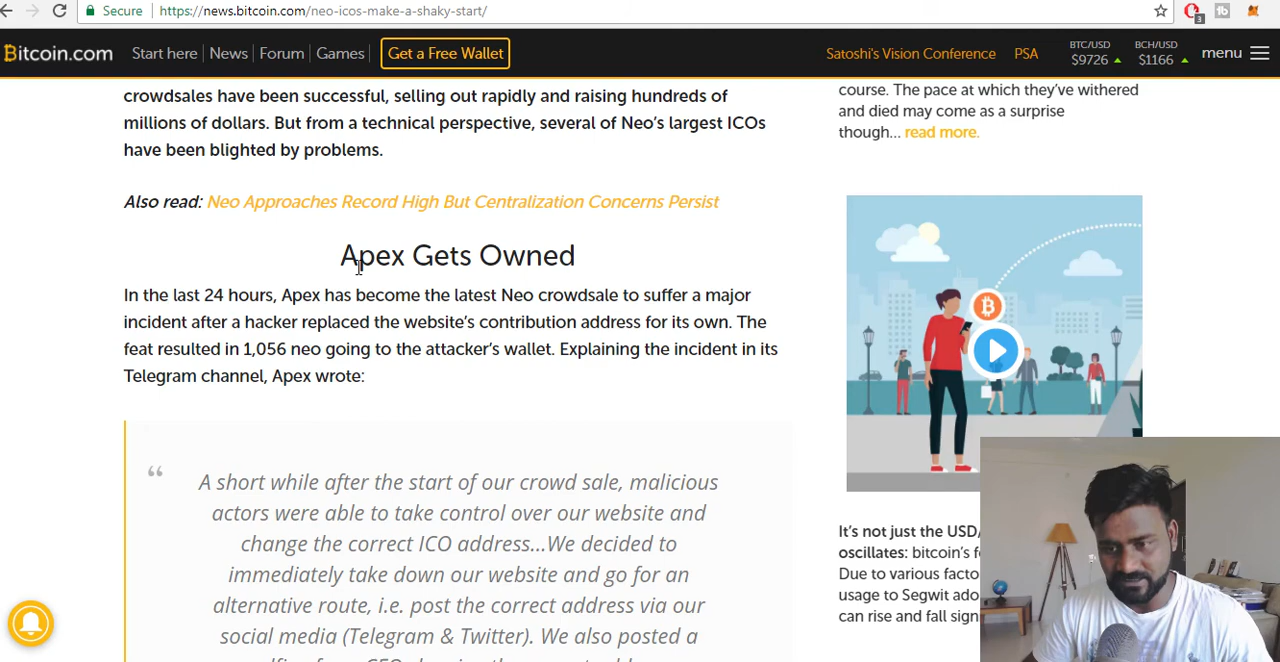 Secure
https://news.bitcoin.com/neo-icos-make-a-shaky-start/
3
Bitcoin.com
Start here
News
Forum
Games
Get a Free Wallet
Satoshi's Vision Conference
PSA
BTC/USD
$9726
BCH/USD
$1166
menu
crowdsales have been successful, selling out rapidly and raising hundreds of
millions of dollars. But from a technical perspective, several of Neo's largest ICOs
have been blighted by problems.
Also read: Neo Approaches Record High But Centralization Concerns Persist
Apex Gets Owned
In the last 24 hours, Apex has become the latest Neo crowdsale to suffer a major
incident after a hacker replaced the website's contribution address for its own. The
feat resulted in 1,056 neo going to the attacker's wallet. Explaining the incident in its
Telegram channel, Apex wrote:
“
A short while after the start of our crowd sale, malicious
actors were able to take control over our website and
change the correct ICO address...We decided to
immediately take down our website and go for an
alternative route, i.e. post the correct address via our
social media (Telegram & Twitter). We also posted a
course. The pace at which they've withered
and died may come as a surprise
though... read more.
It's not just the USD/
oscillates: bitcoin's f
Due to various facto
usage to Segwit ado
can rise and fall sign